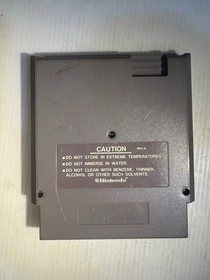 CAUTION REV-A
•DO NOT STORE IN EXTREME TEMPERATURES.
•DO NOT IMMERSE IN WATER.
•DO NOT CLEAN WITH BENZENE, THINNER,
ALCOHOL OR OTHER SUCH SOLVENTS.
Nintendo